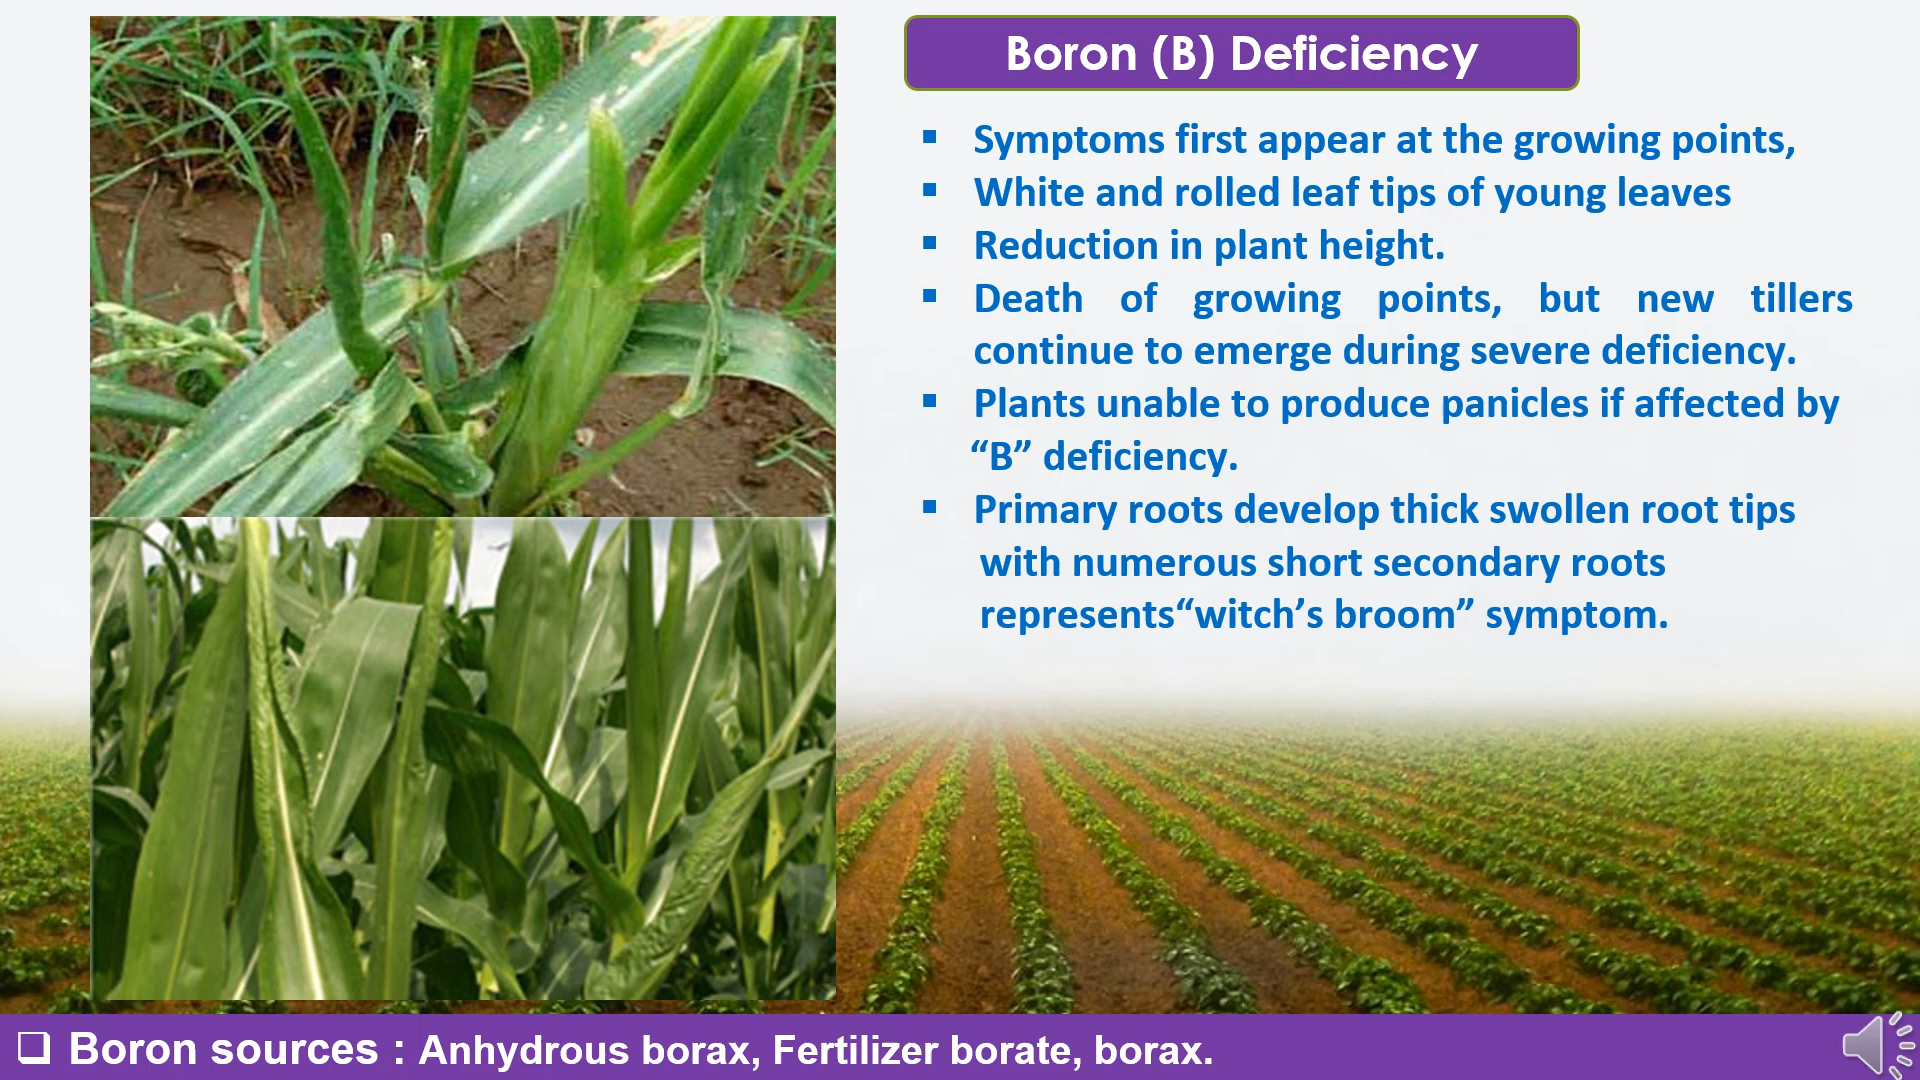 Boron (B) Deficiency
▪ Symptoms first appear at the growing points,
▪ White and rolled leaf tips of young leaves
▪ Reduction in plant height.
▪ Death of growing points, but new tillers
continue to emerge during severe deficiency.
▪ Plants unable to produce panicles if affected by
“B” deficiency.
▪ Primary roots develop thick swollen root tips
with numerous short secondary roots
represents“witch’s broom” symptom.
❑ Boron sources : Anhydrous borax, Fertilizer borate, borax.